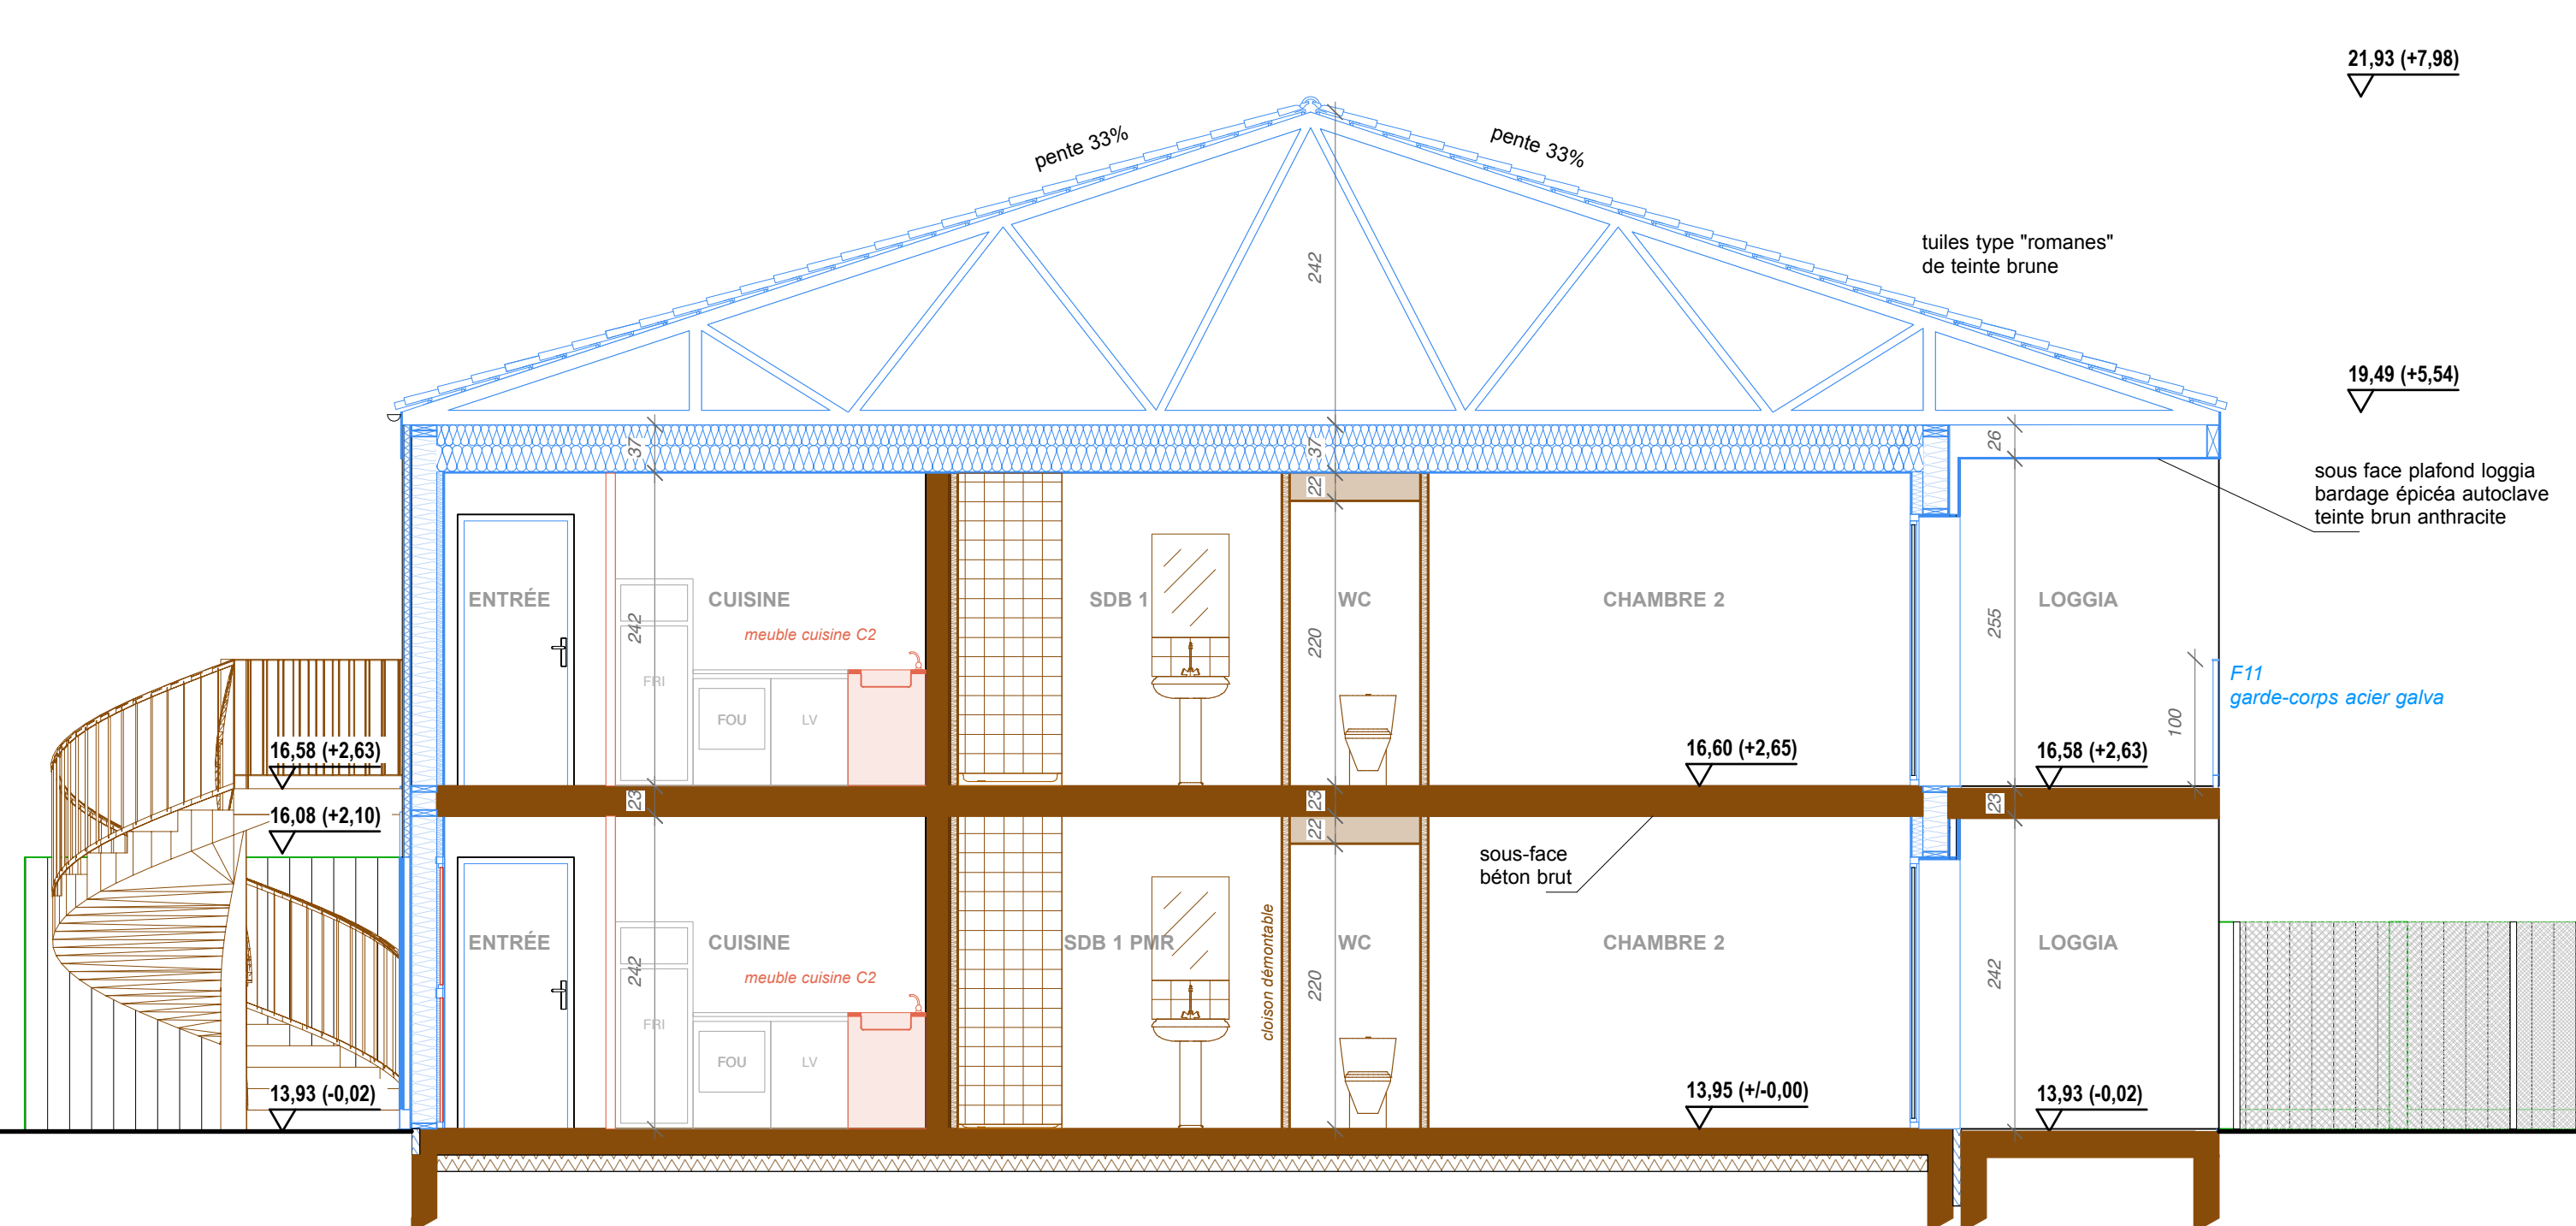 21,93 (+7,98)
pente 33%
pente 33%
tuiles type "romanes"
de teinte brune
242
19,49 (+5,54)
37
37
26
22
sous face plafond loggia
bardage épicéa autoclave
teinte brun anthracite
ENTRÉE
CUISINE
SDB 1
WC
CHAMBRE 2
LOGGIA
242
meuble cuisine C2
220
255
FRI
F11
garde-corps acier galva
FOU
LV
100
16,58 (+2,63)
16,60 (+2,65)
16,58 (+2,63)
23
23
23
16,08 (+2,10)
22
sous-face
béton brut
ENTRÉE
CUISINE
SDB 1 PMR
cloison démontable
WC
CHAMBRE 2
LOGGIA
242
meuble cuisine C2
220
242
FRI
FOU
LV
13,93 (-0,02)
13,95 (+/-0,00)
13,93 (-0,02)